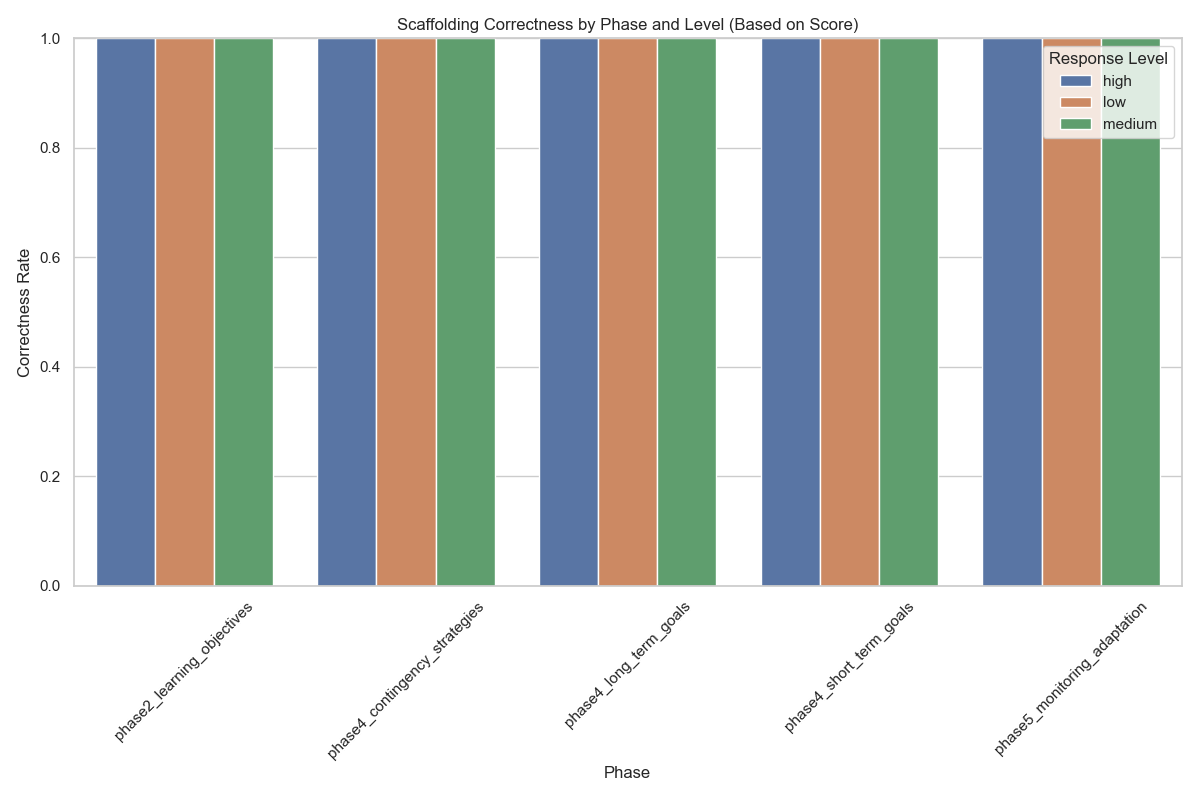 Scaffolding Correctness by Phase and Level (Based on Score)
Response Level
high
low
medium
Correctness Rate
1.0
0.8
0.6
0.4
0.2
0.0
phase2_learning_objectives
phase4_contingency_strategies
phase4_long_term_goals
phase4_short_term_goals
phase5_monitoring_adaptation
Phase